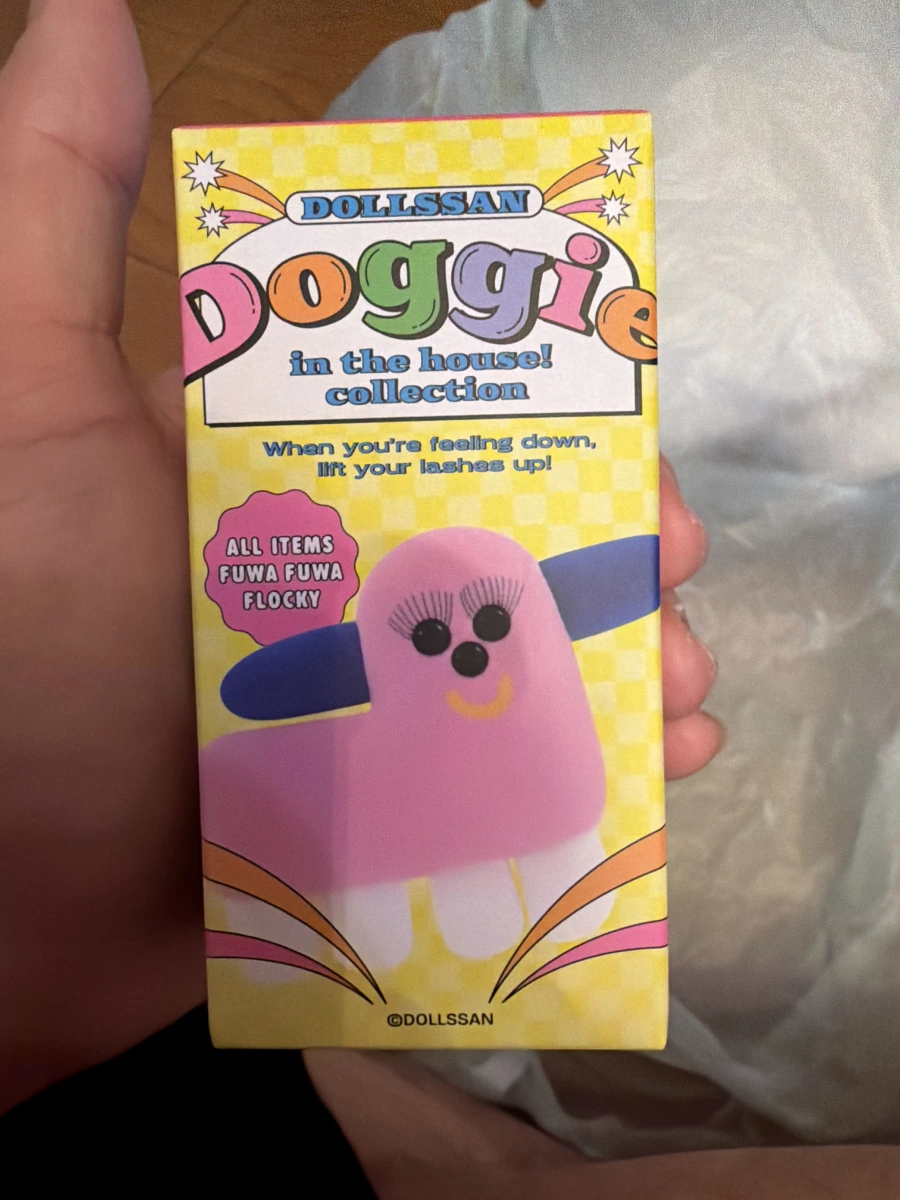 DOLLSSAN
Doggie
in the house!
collection
When you're feeling down,
lift your lashes up!
ALL ITEMS
FUWA FUWA
FLOCKY
©DOLLSSAN